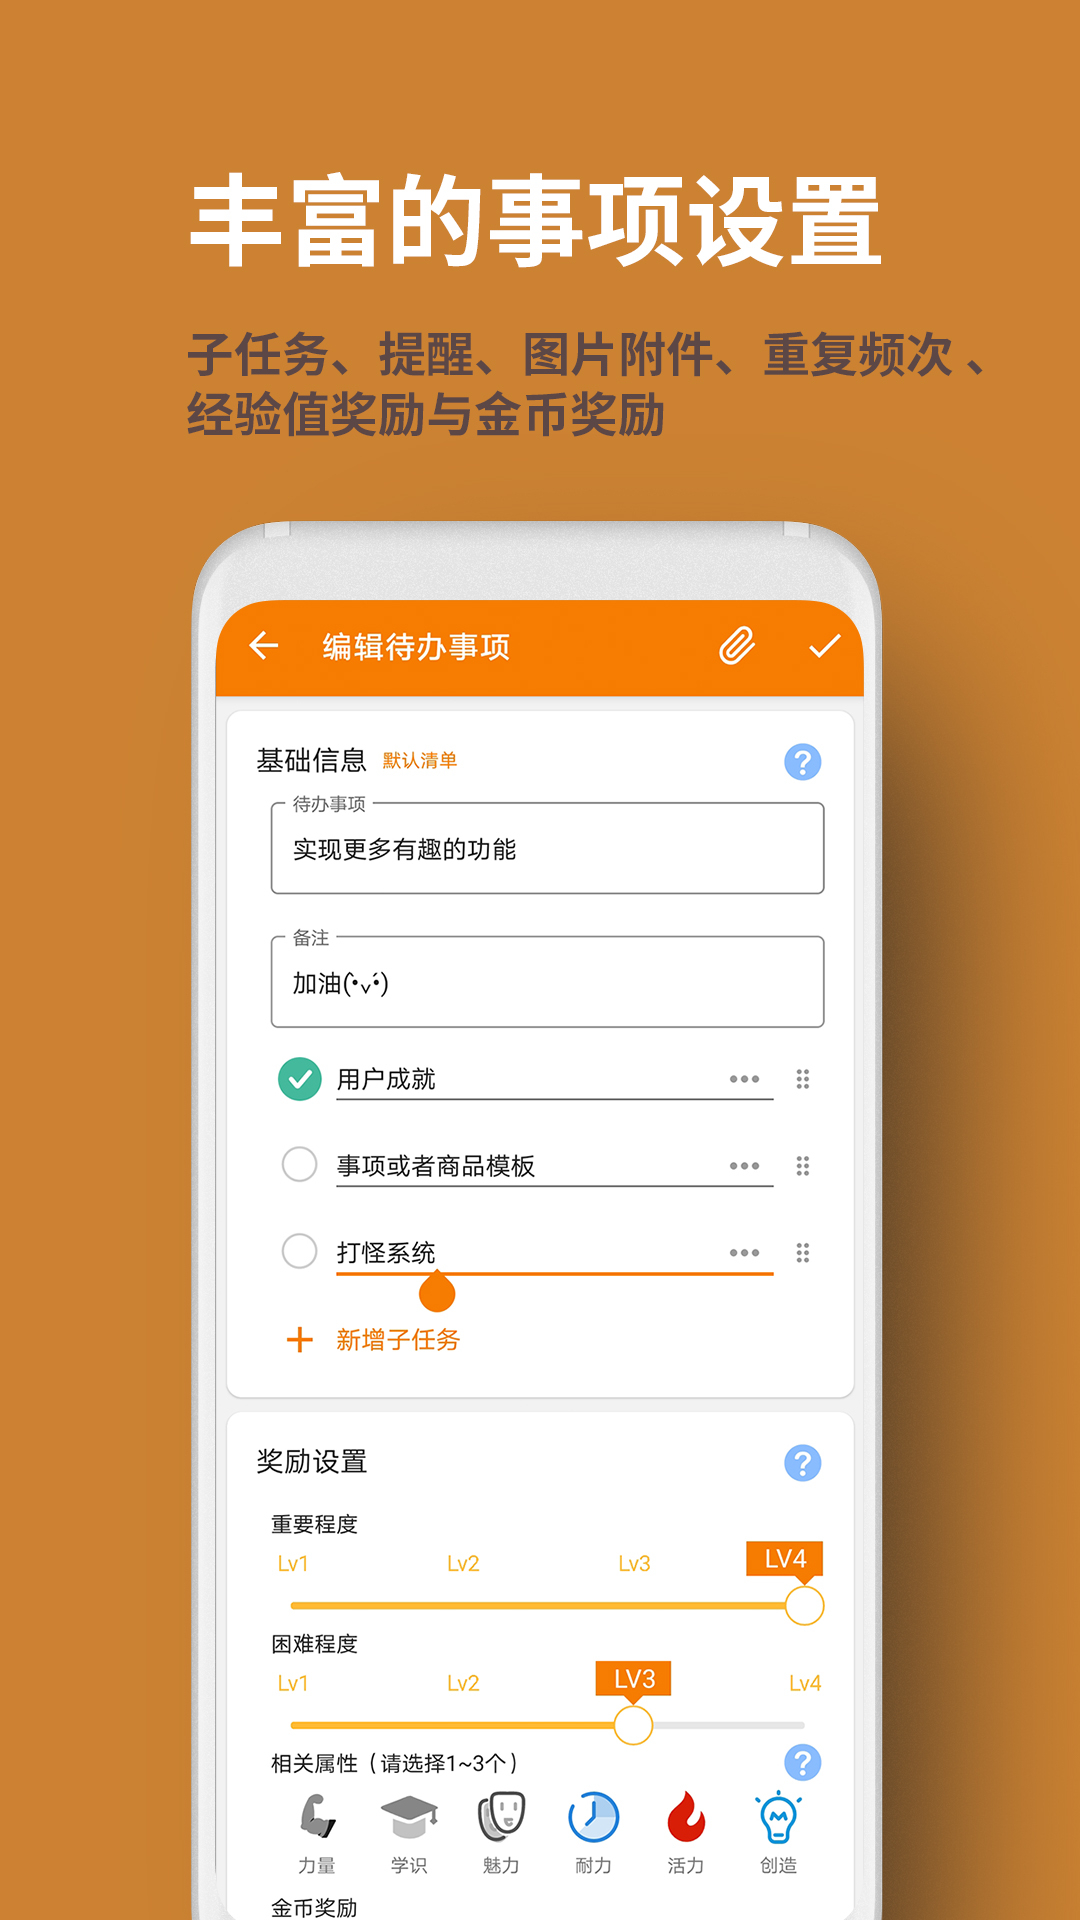 丰富的事项设置
子任务、提醒、图片附件、重复频次、
经验值奖励与金币奖励
编辑待办事项
基础信息 默认清单
待办事项
实现更多有趣的功能
备注
加油(•̀ᴗ•́)
用户成就
事项或者商品模板
打怪系统
新增子任务
奖励设置
重要程度
Lv1 Lv2 Lv3 LV4
困难程度
Lv1 Lv2 LV3 Lv4
相关属性（请选择1~3个）
力量 学识 魅力 耐力 活力 创造
金币奖励